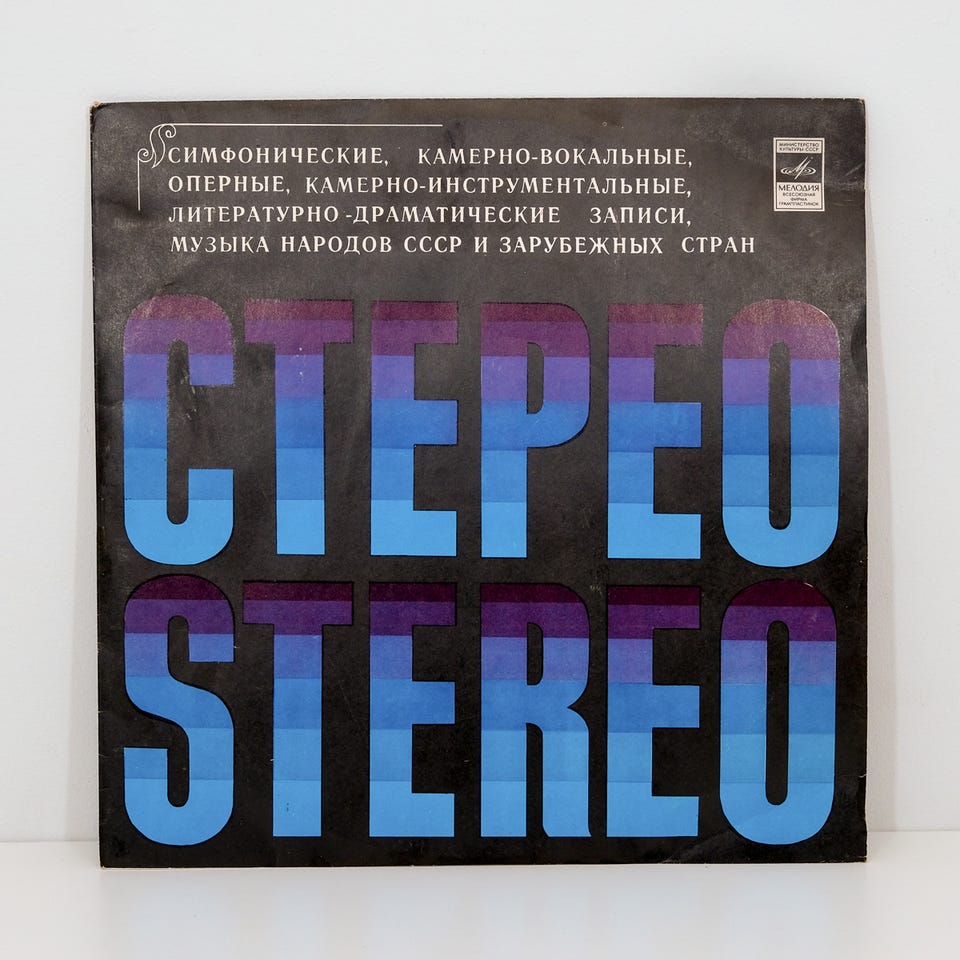 СИМФОНИЧЕСКИЕ, КАМЕРНО-ВОКАЛЬНЫЕ,
ОПЕРНЫЕ, КАМЕРНО-ИНСТРУМЕНТАЛЬНЫЕ,
ЛИТЕРАТУРНО-ДРАМАТИЧЕСКИЕ ЗАПИСИ,
МУЗЫКА НАРОДОВ СССР И ЗАРУБЕЖНЫХ СТРАН
МИНИСТЕРСТВО
КУЛЬТУРЫ СССР
МЕЛОДИЯ
ВСЕСОЮЗНАЯ
ФИРМА
ГРАМПЛАСТИНОК
СТЕРЕО
STEREO